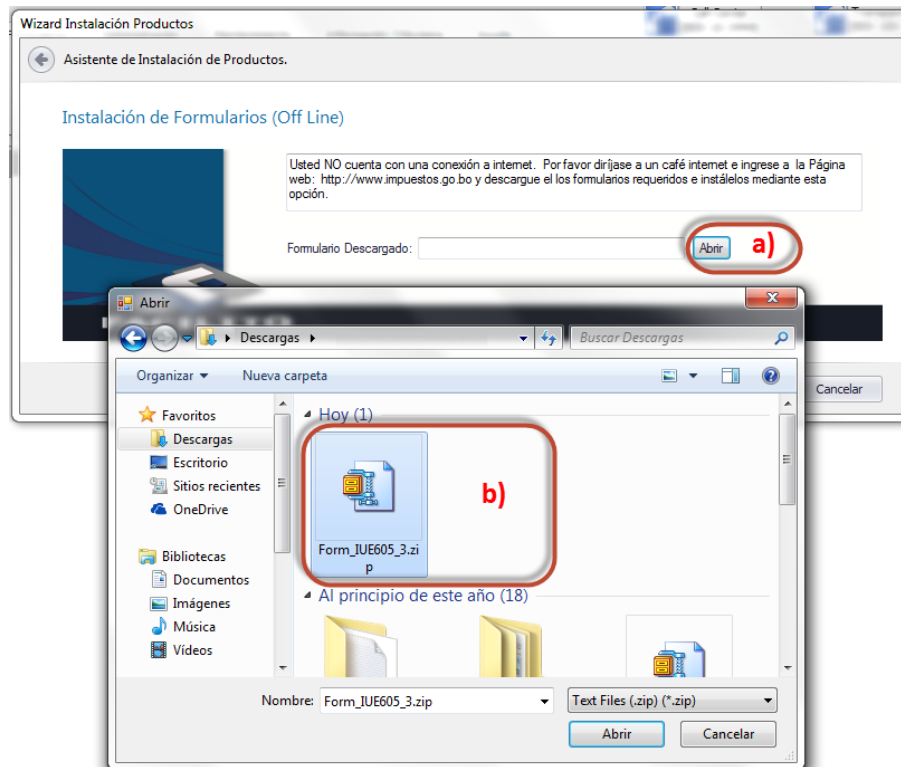 Wizard Instalación Productos
Asistente de Instalación de Productos.
Instalación de Formularios (Off Line)
Usted NO cuenta con una conexión a internet. Por favor diríjase a un café internet e ingrese a la Página
web: http://www.impuestos.go.bo y descargue el los formularios requeridos e instálelos mediante esta
opción.
Formulario Descargado:
Abrir
a)
Abrir
Descargas
Buscar Descargas
Organizar
Nueva carpeta
Cancelar
Favoritos
Descargas
Escritorio
Sitios recientes
OneDrive
Bibliotecas
Documentos
Imágenes
Música
Vídeos
Hoy (1)
b)
Form_IUE605_3.zi
p
Al principio de este año (18)
Nombre:
Form_IUE605_3.zip
Text Files (.zip) (*.zip)
Abrir
Cancelar